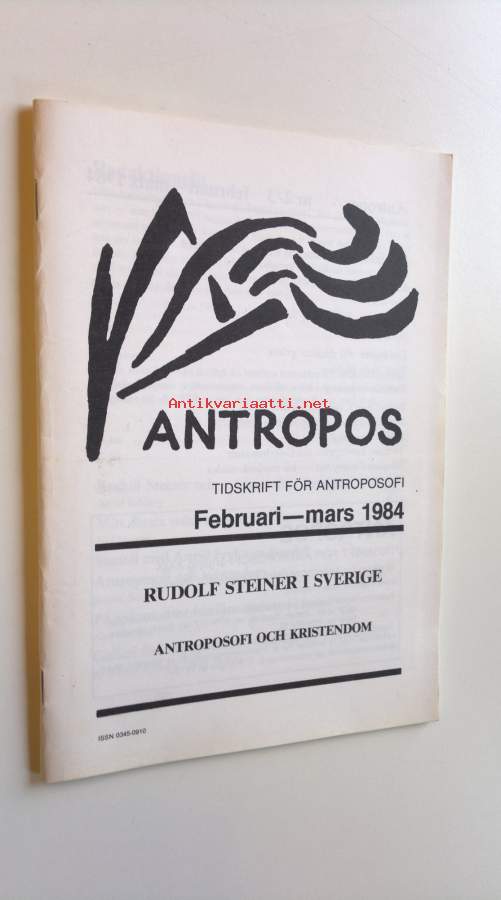 Antikvariaatti.net
ANTROPOS
TIDSKRIFT FÖR ANTROPOSOFI
Februari—mars 1984
RUDOLF STEINER I SVERIGE
ANTROPOSOFI OCH KRISTENDOM
ISSN 0345-0910